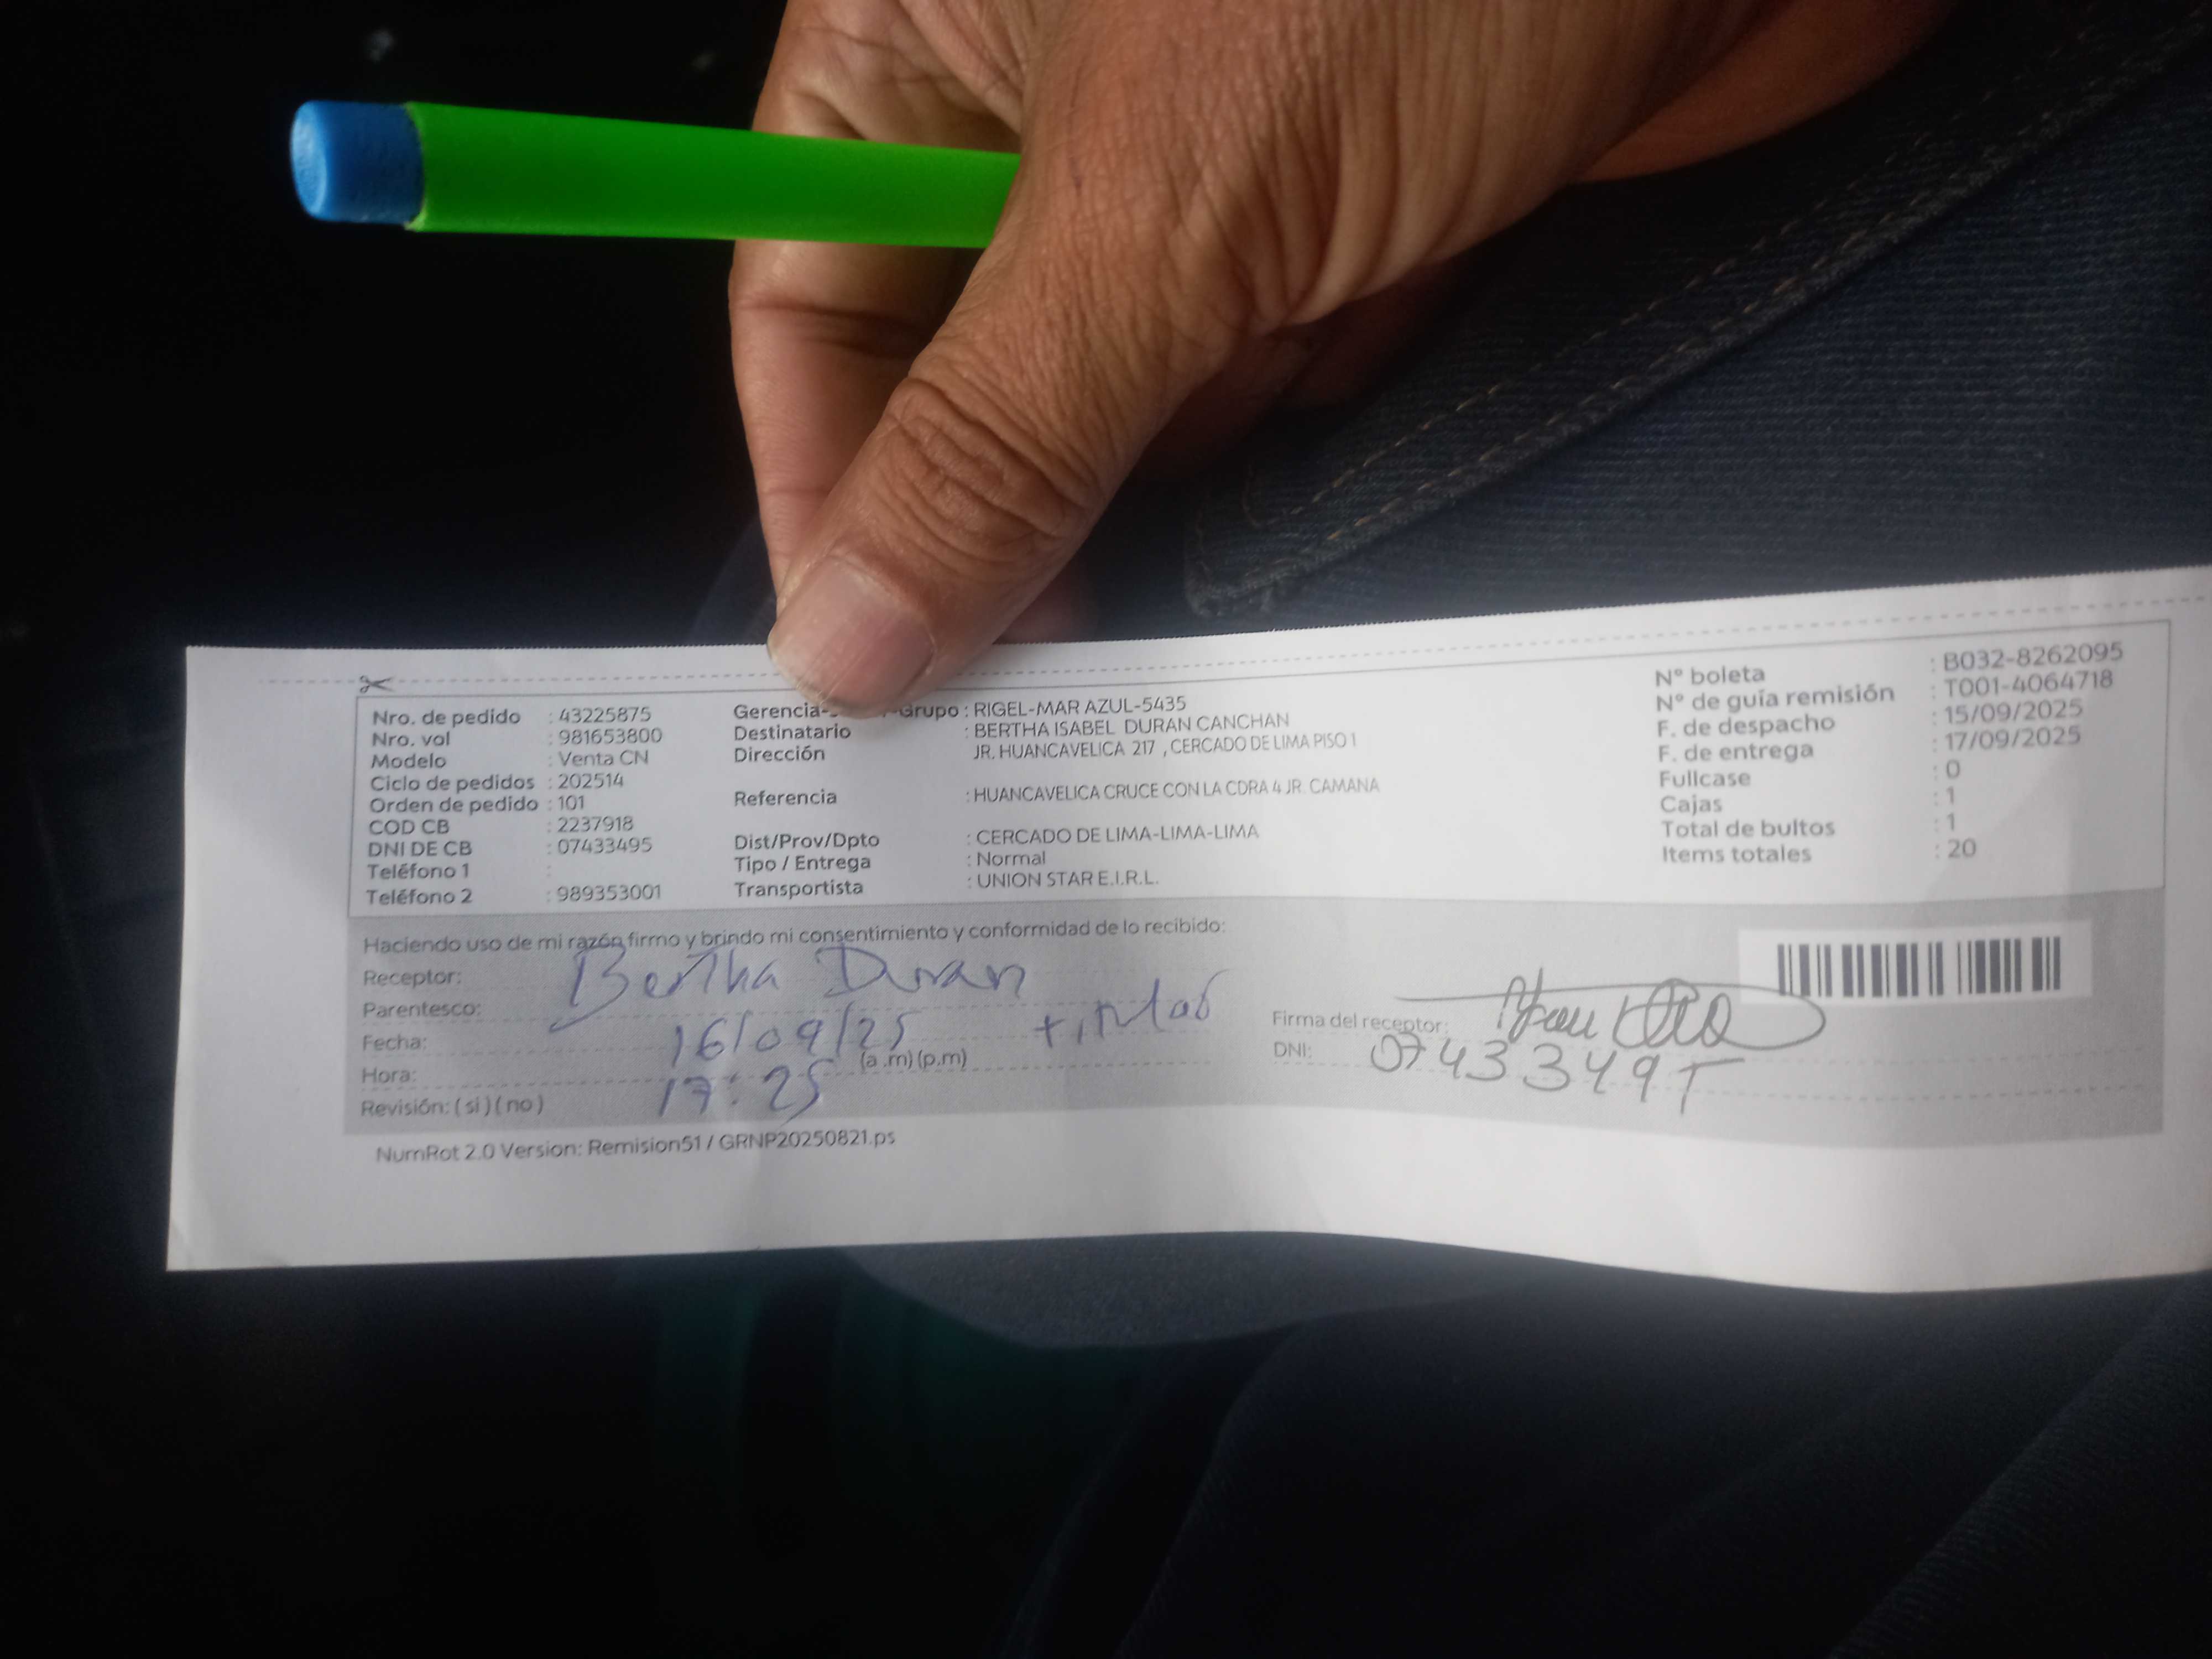 Nro. de pedido : 43225875
Nro. vol : 981653800
Modelo : Venta CN
Ciclo de pedidos : 202514
Orden de pedido : 101
COD CB : 2237918
DNI DE CB : 07433495
Teléfono 1 :
Teléfono 2 : 989353001
Gerencia- Grupo : RIGEL-MAR AZUL-5435
Destinatario : BERTHA ISABEL DURAN CANCHAN
Dirección JR. HUANCAVELICA 217 , CERCADO DE LIMA PISO 1
Referencia : HUANCAVELICA CRUCE CON LA CDRA 4 JR. CAMANA
Dist/Prov/Dpto : CERCADO DE LIMA-LIMA-LIMA
Tipo / Entrega : Normal
Transportista : UNION STAR E.I.R.L.
N° boleta : B032-8262095
N° de guía remisión : T001-4064718
F. de despacho : 15/09/2025
F. de entrega : 17/09/2025
Fullcase : 0
Cajas : 1
Total de bultos : 1
Items totales : 20
Haciendo uso de mi razón firmo y brindo mi consentimiento y conformidad de lo recibido:
Receptor: Bertha Duran
Parentesco:
Fecha: 16/09/25
Hora: 17:25 (a.m) (p.m)
Revisión: ( si ) ( no )
Firma del receptor:
DNI: 07433495
NumRot 2.0 Version: Remision51 / GRNP20250821.ps